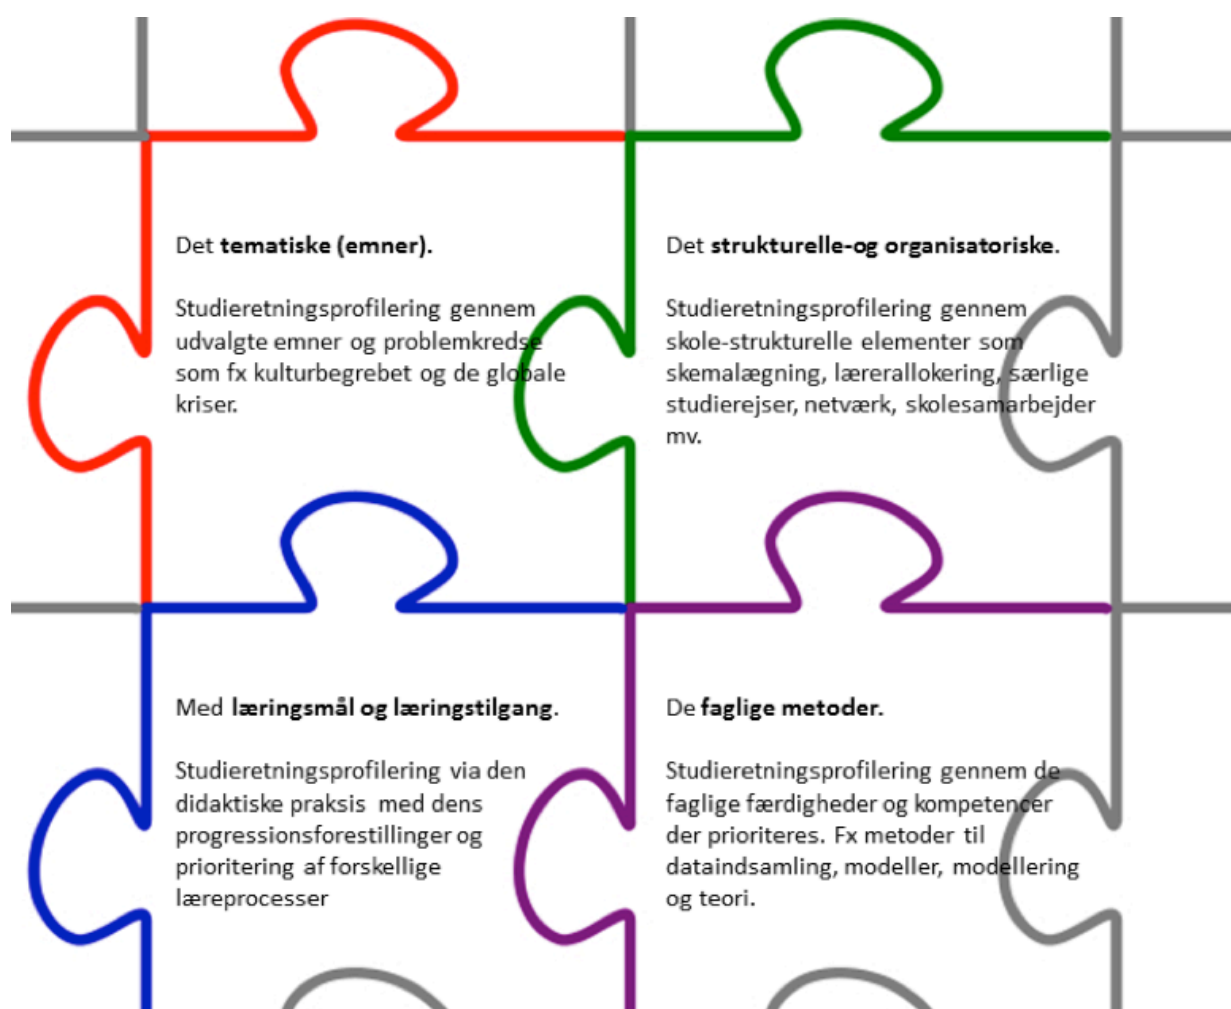 Det tematiske (emner).
Studieretningsprofilering gennem
udvalgte emner og problemkredse
som fx kulturbegrebet og de globale
kriser.
Det strukturelle-og organisatoriske.
Studieretningsprofilering gennem
skole-strukturelle elementer som
skemalægning, lærerallokering, særlige
studierejser, netværk, skolesamarbejder
mv.
Med læringsmål og læringstilgang.
Studieretningsprofilering via den
didaktiske praksis med dens
progressionsforestillinger og
prioritering af forskellige
læreprocesser
De faglige metoder.
Studieretningsprofilering gennem de
faglige færdigheder og kompetencer
der prioriteres. Fx metoder til
dataindsamling, modeller, modellering
og teori.